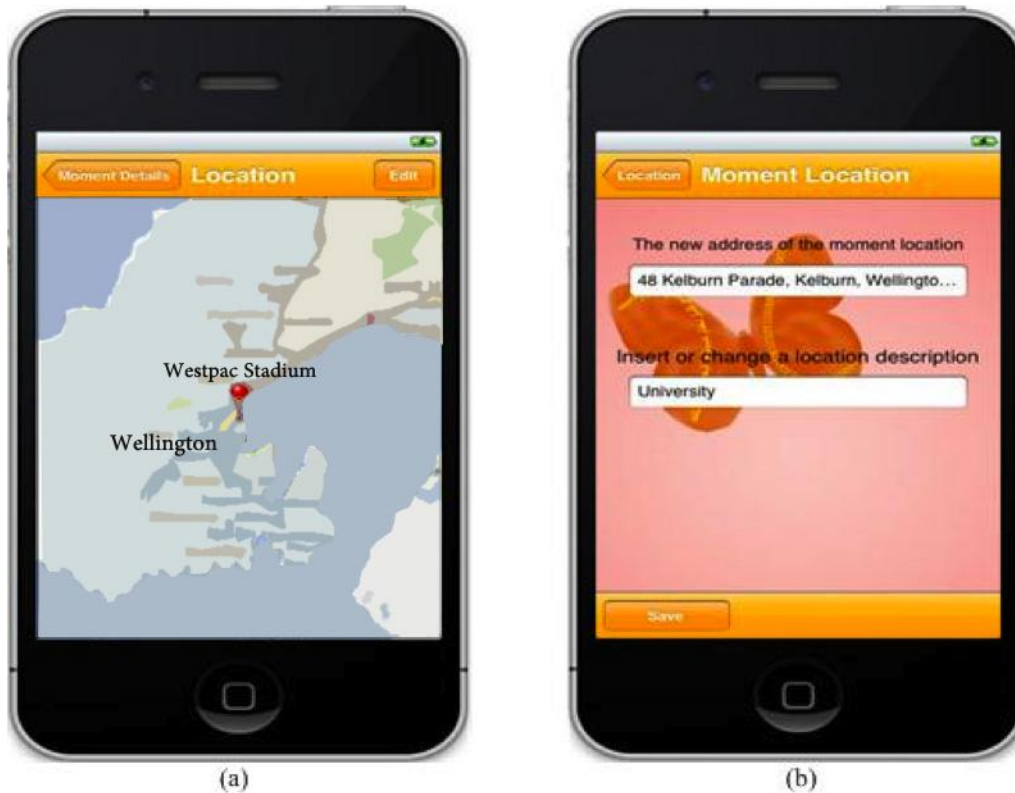 Moment Details Location Edit
Westpac Stadium
Wellington
(a)
Location Moment Location
The new address of the moment location
48 Kelburn Parade, Kelburn, Wellingto...
Insert or change a location description
University
Save
(b)